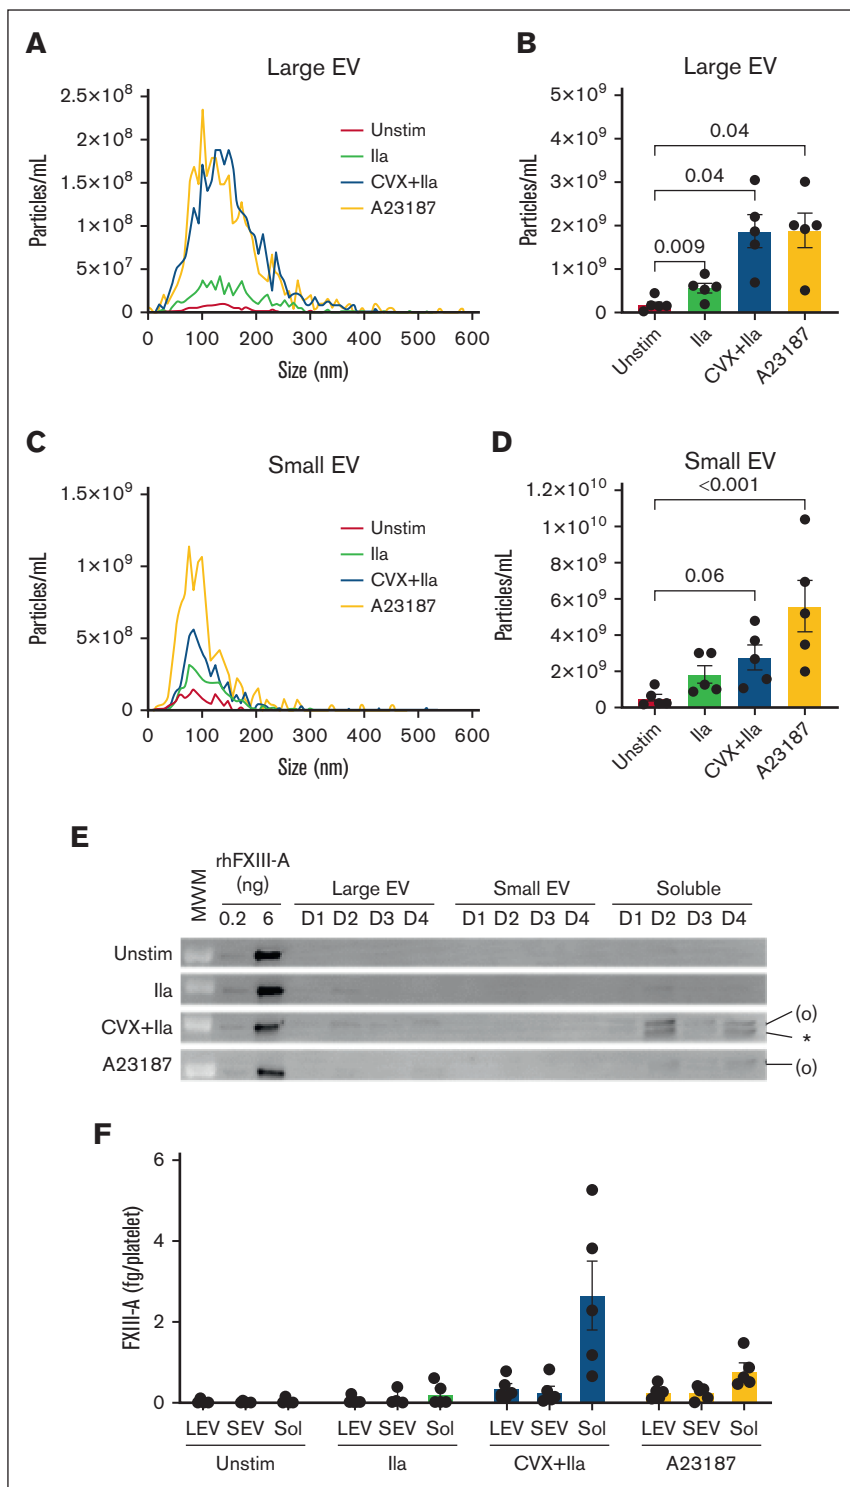 A
Large EV
2.5×10⁸
2×10⁸
1.5×10⁸
1×10⁸
5×10⁷
0
Particles/mL
Unstim
IIa
CVX+IIa
A23187
0 100 200 300 400 500 600
Size (nm)
B
Large EV
5×10⁹
4×10⁹
3×10⁹
2×10⁹
1×10⁹
0
Particles/mL
0.04
0.04
0.009
Unstim IIa CVX+IIa A23187
C
Small EV
1.5×10⁹
1×10⁹
5×10⁸
0
Particles/mL
Unstim
IIa
CVX+IIa
A23187
0 100 200 300 400 500 600
Size (nm)
D
Small EV
1.2×10¹⁰
1×10¹⁰
8×10⁹
6×10⁹
4×10⁹
2×10⁹
0
Particles/mL
<0.001
0.06
Unstim IIa CVX+IIa A23187
E
MWM
rhFXIII-A
(ng)
Large EV Small EV Soluble
0.2 6 D1 D2 D3 D4 D1 D2 D3 D4 D1 D2 D3 D4
Unstim
IIa
CVX+IIa
(o)
*
A23187
(o)
F
6
4
2
0
FXIII-A (fg/platelet)
LEV SEV Sol LEV SEV Sol LEV SEV Sol LEV SEV Sol
Unstim IIa CVX+IIa A23187